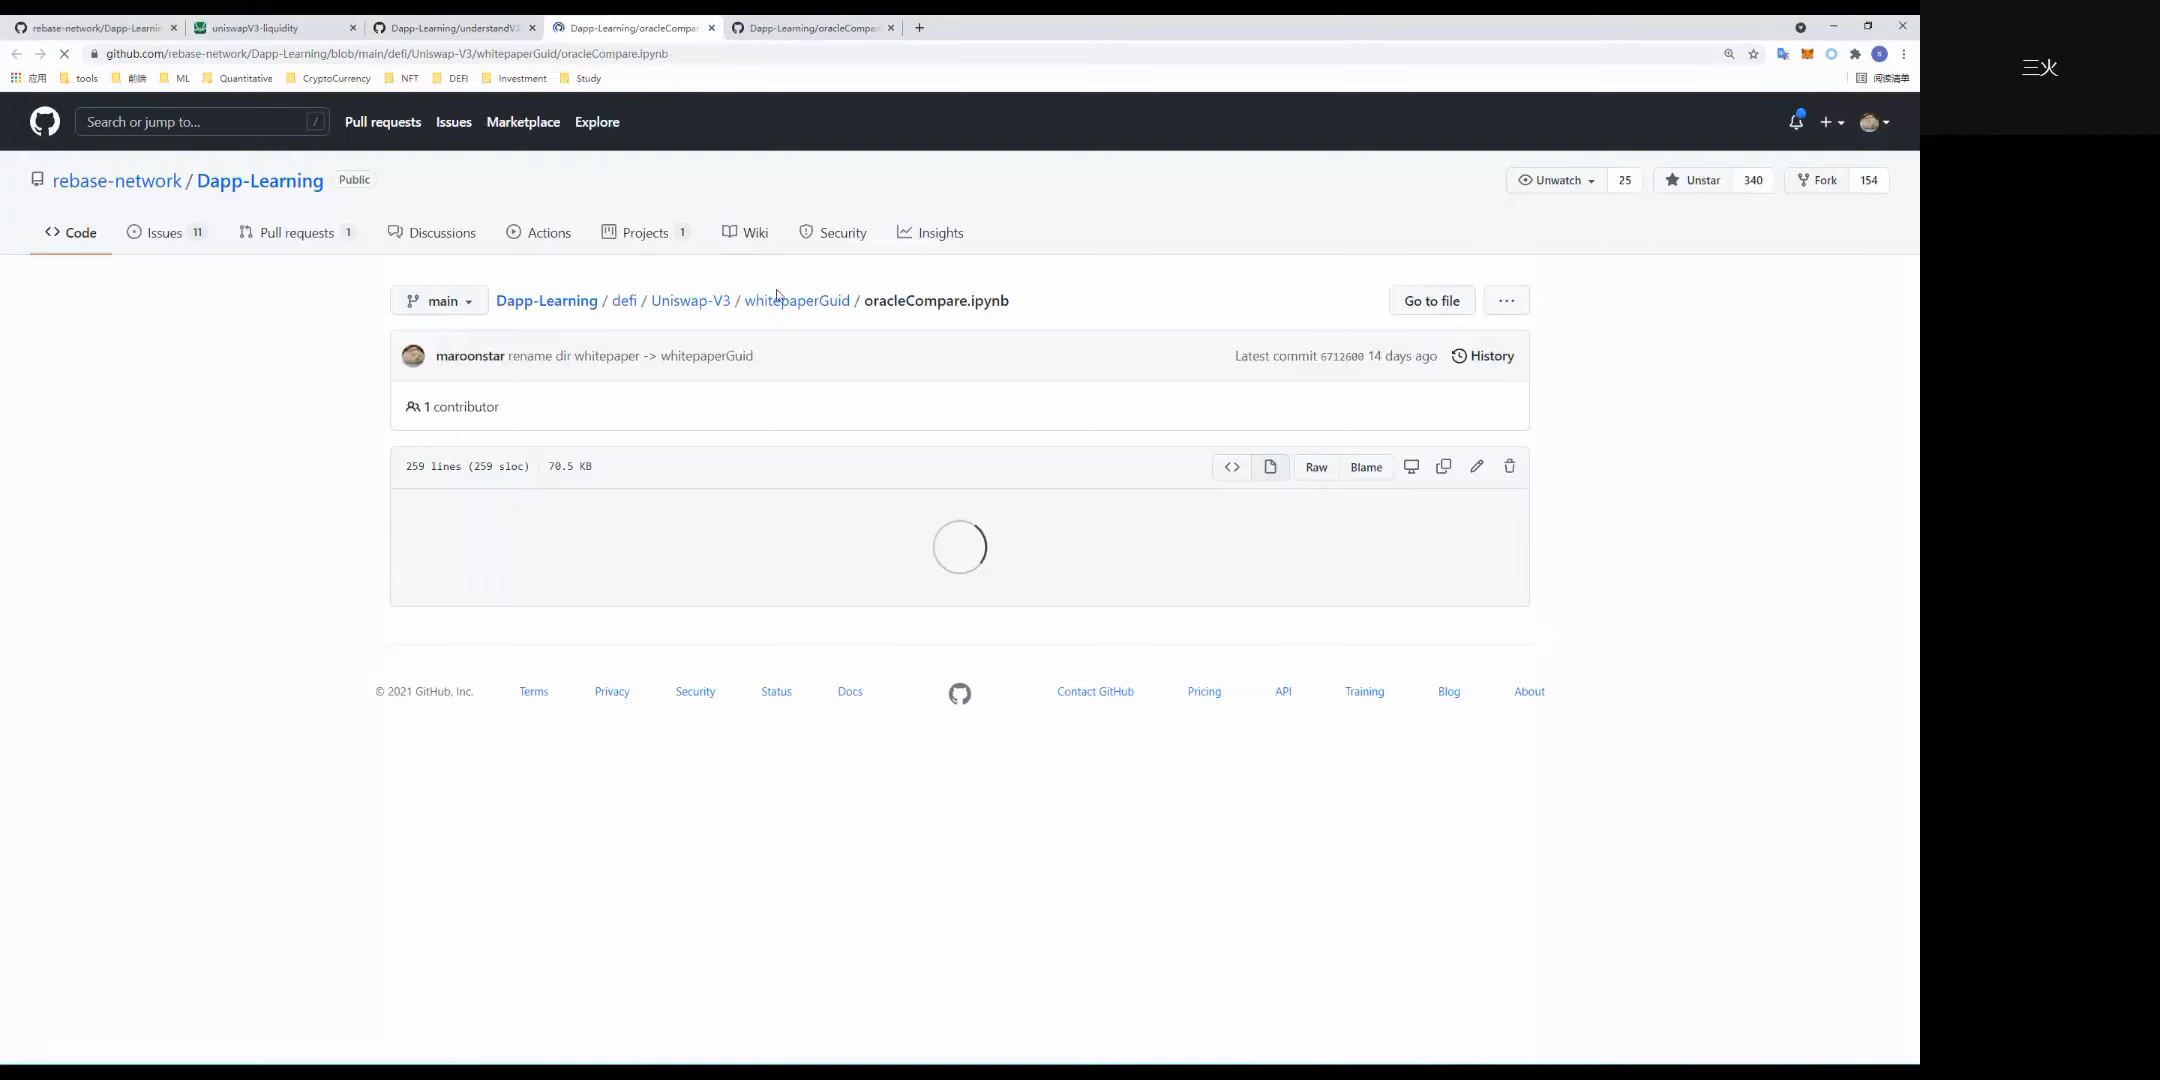 rebase-network/Dapp-Learnin
uniswapV3-liquidity
Dapp-Learning/understandV3
Dapp-Learning/oracleCompar
Dapp-Learning/oracleCompar
github.com/rebase-network/Dapp-Learning/blob/main/defi/Uniswap-V3/whitepaperGuid/oracleCompare.ipynb
应用
tools
前端
ML
Quantitative
CryptoCurrency
NFT
DEFI
Investment
Study
阅读清单
三火
Search or jump to...
/
Pull requests
Issues
Marketplace
Explore
rebase-network / Dapp-Learning
Public
Unwatch
25
Unstar
340
Fork
154
Code
Issues 11
Pull requests 1
Discussions
Actions
Projects 1
Wiki
Security
Insights
main
Dapp-Learning / defi / Uniswap-V3 / whitepaperGuid / oracleCompare.ipynb
Go to file
maroonstar rename dir whitepaper -> whitepaperGuid
Latest commit 6712600 14 days ago
History
1 contributor
259 lines (259 sloc)
70.5 KB
Raw
Blame
© 2021 GitHub, Inc.
Terms
Privacy
Security
Status
Docs
Contact GitHub
Pricing
API
Training
Blog
About